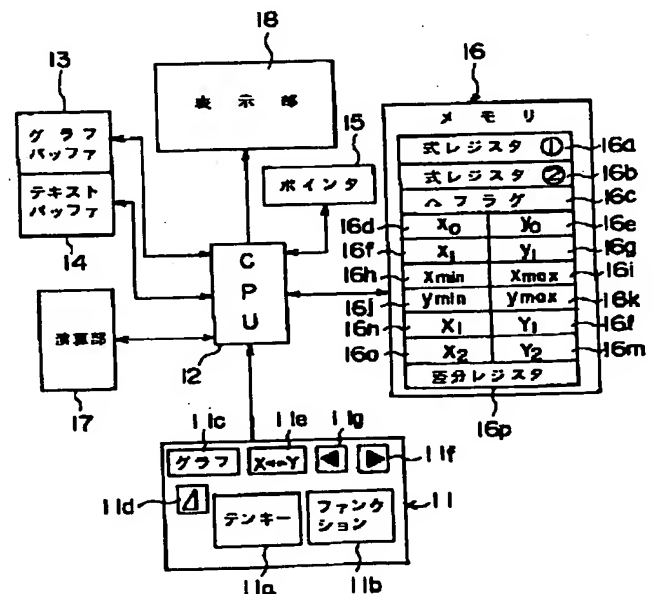 18
表示部
13
グラフ
バッファ
テキスト
バッファ
14
15
ポインタ
16
メモリ
式レジスタ ① 16a
式レジスタ ② 16b
ヘフラグ 16c
16d x₀ y₀ 16e
16f x₁ y₁ 16g
16h xmin xmax 16i
16j ymin ymax 16k
16n X₁ Y₁ 16l
16o X₂ Y₂ 16m
区分レジスタ
16p
CPU
12
演算部
17
11c 11e 11g
グラフ X↔Y ◀ ▶ 11f
11d
テンキー
ファンク
ション
11
11a 11b